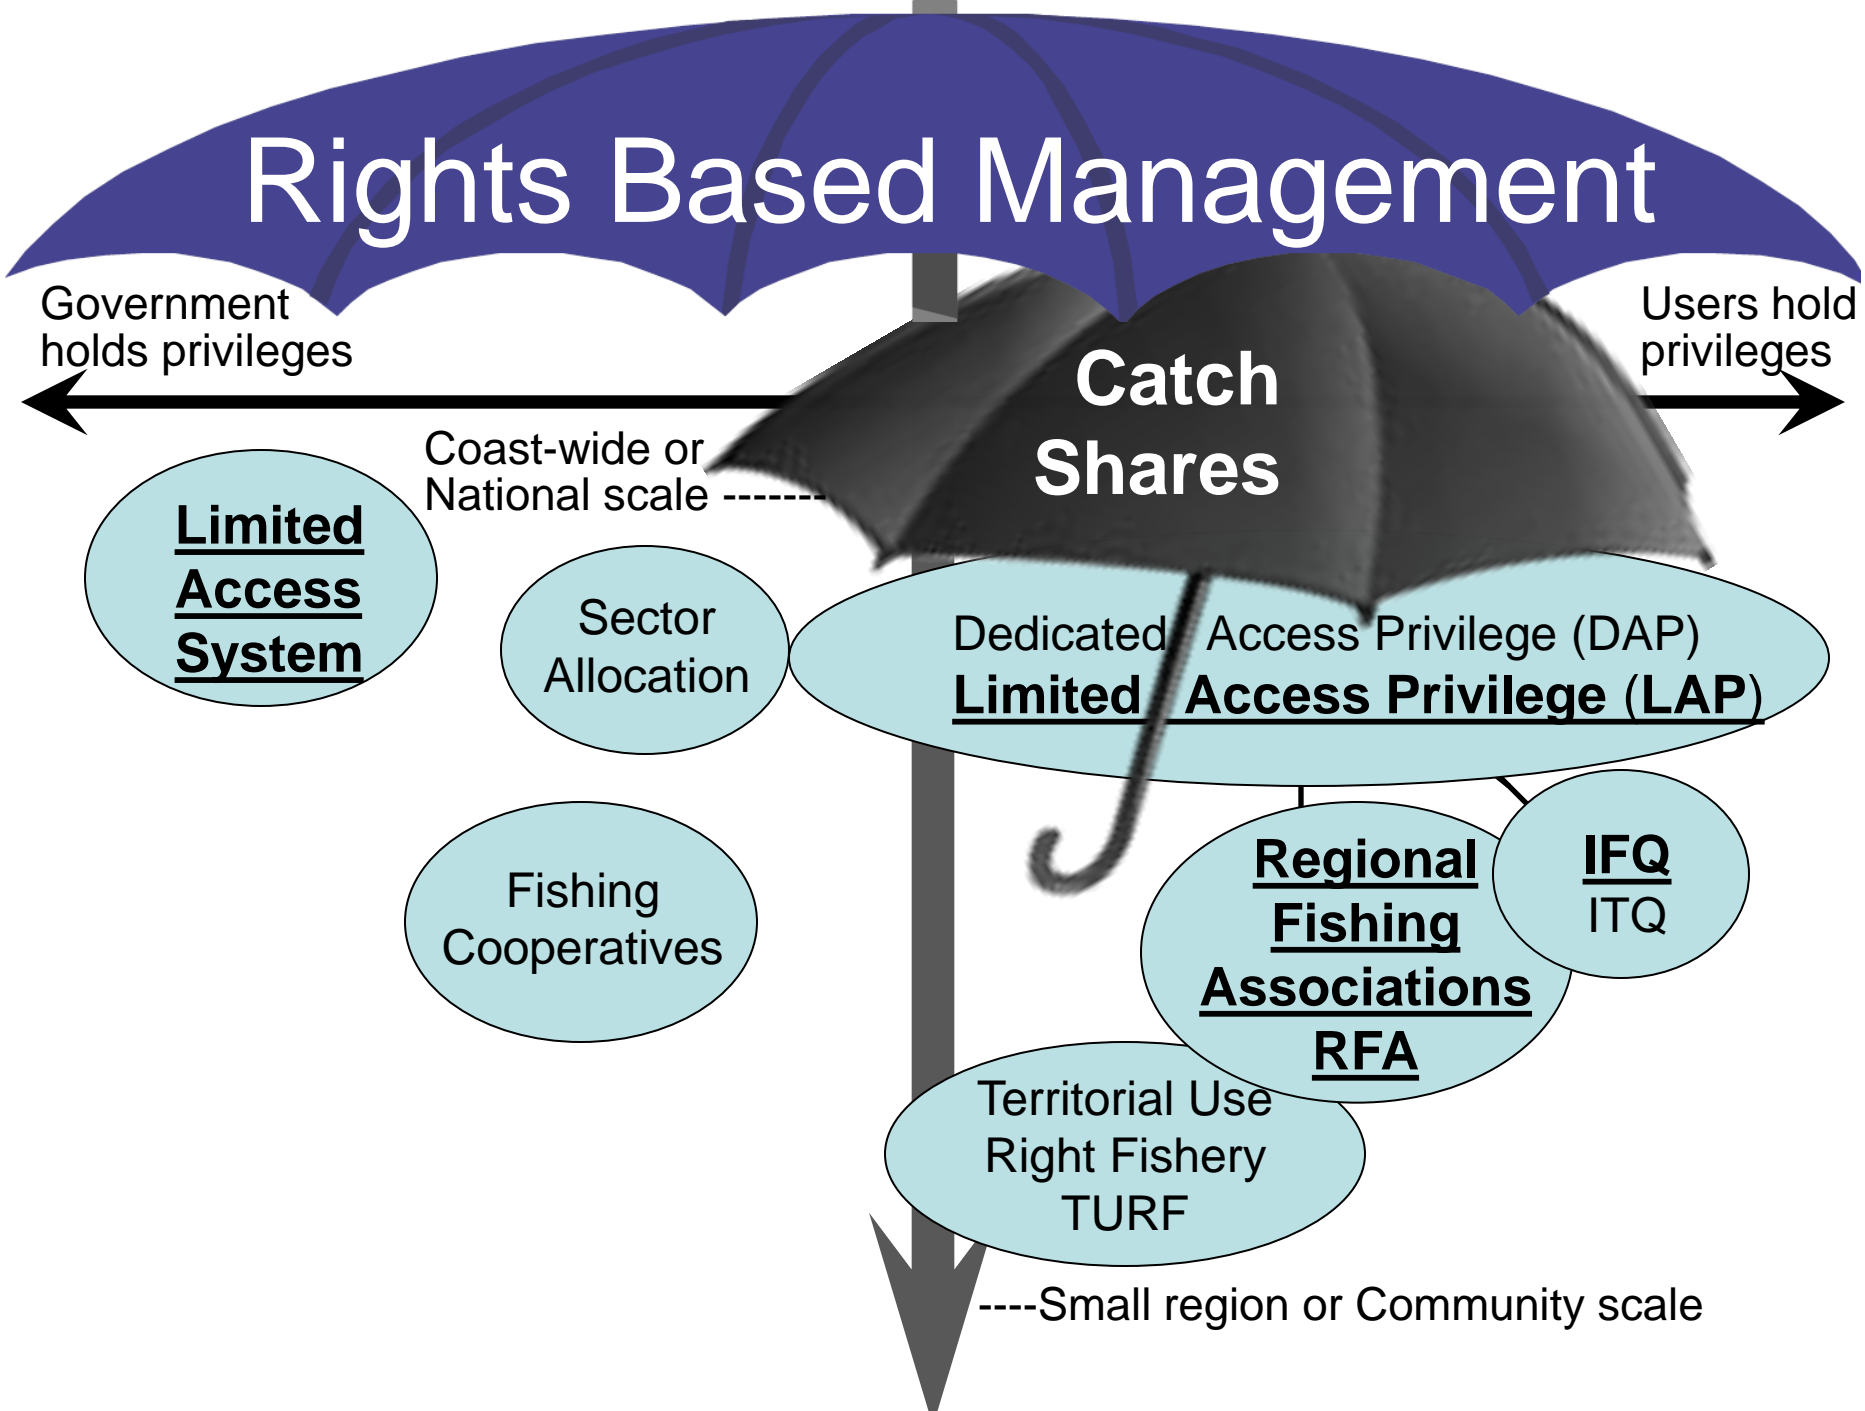 Rights Based Management
Government
holds privileges
Users hold
privileges
Catch
Shares
Coast-wide or
National scale -------
Limited
Access
System
Sector
Allocation
Dedicated Access Privilege (DAP)
Limited Access Privilege (LAP)
Fishing
Cooperatives
Regional
Fishing
Associations
RFA
IFQ
ITQ
Territorial Use
Right Fishery
TURF
----Small region or Community scale